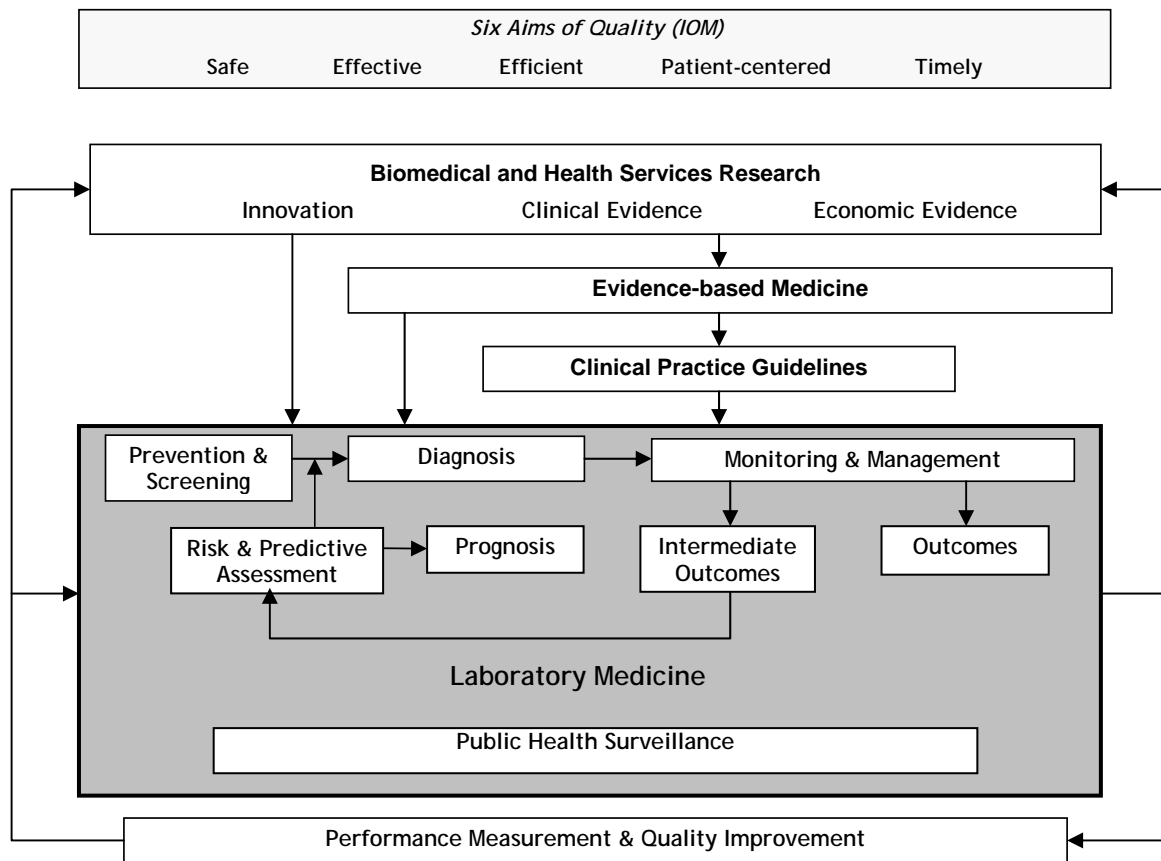 Six Aims of Quality (IOM)
Safe Effective Efficient Patient-centered Timely
Biomedical and Health Services Research
Innovation Clinical Evidence Economic Evidence
Evidence-based Medicine
Clinical Practice Guidelines
Prevention &
Screening
Diagnosis
Monitoring & Management
Risk & Predictive
Assessment
Prognosis
Intermediate
Outcomes
Outcomes
Laboratory Medicine
Public Health Surveillance
Performance Measurement & Quality Improvement